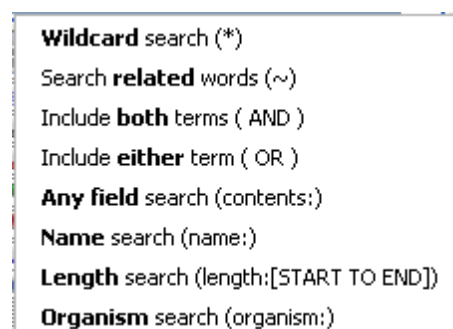 Wildcard search (*)
Search related words (~)
Include both terms ( AND )
Include either term ( OR )
Any field search (contents:)
Name search (name:)
Length search (length:[START TO END])
Organism search (organism:)